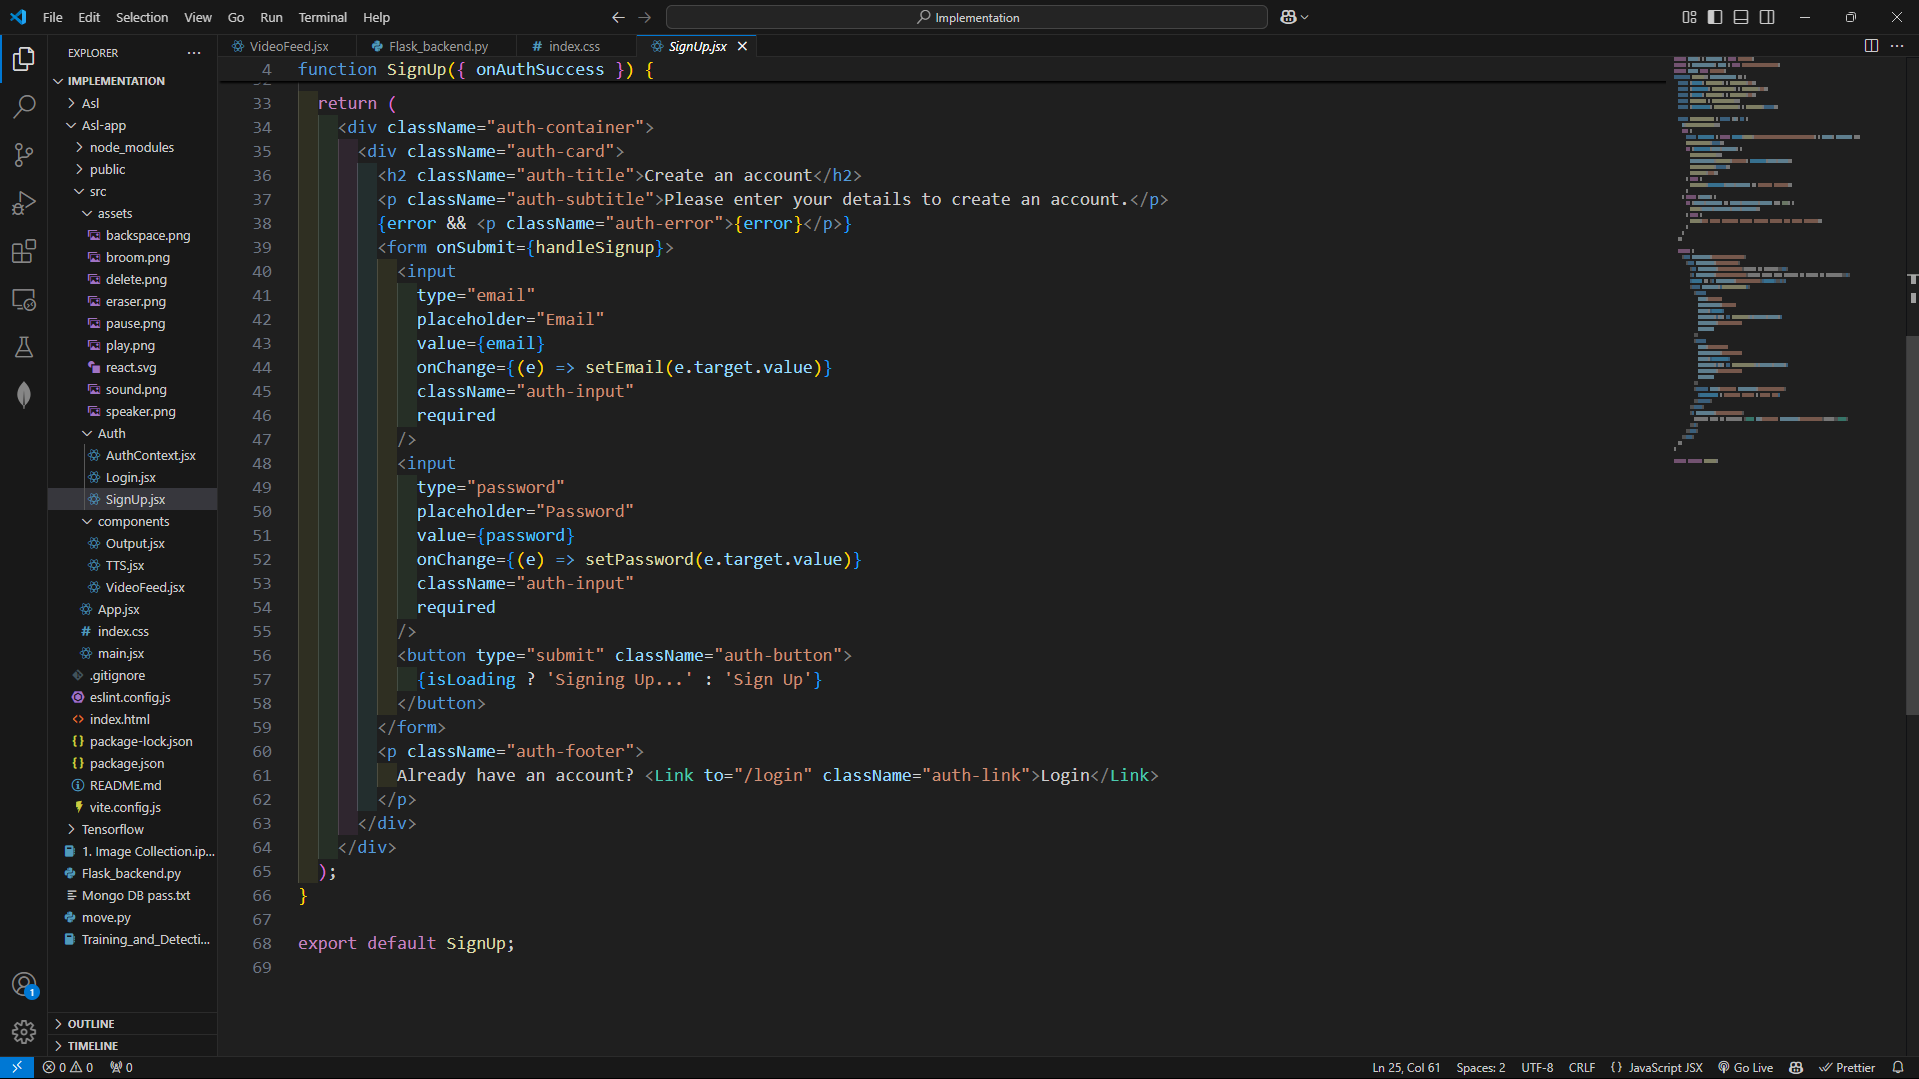 File Edit Selection View Go Run Terminal Help
Implementation
EXPLORER
VideoFeed.jsx
Flask_backend.py
# index.css
SignUp.jsx
IMPLEMENTATION
Asl
Asl-app
node_modules
public
src
assets
backspace.png
broom.png
delete.png
eraser.png
pause.png
play.png
react.svg
sound.png
speaker.png
Auth
AuthContext.jsx
Login.jsx
SignUp.jsx
components
Output.jsx
TTS.jsx
VideoFeed.jsx
App.jsx
# index.css
main.jsx
.gitignore
eslint.config.js
<> index.html
{} package-lock.json
{} package.json
README.md
vite.config.js
Tensorflow
1. Image Collection.ip...
Flask_backend.py
Mongo DB pass.txt
move.py
Training_and_Detecti...
OUTLINE
TIMELINE
1
4 function SignUp({ onAuthSuccess }) {
33 return (
34 <div className="auth-container">
35 <div className="auth-card">
36 <h2 className="auth-title">Create an account</h2>
37 <p className="auth-subtitle">Please enter your details to create an account.</p>
38 {error && <p className="auth-error">{error}</p>}
39 <form onSubmit={handleSignup}>
40 <input
41 type="email"
42 placeholder="Email"
43 value={email}
44 onChange={(e) => setEmail(e.target.value)}
45 className="auth-input"
46 required
47 />
48 <input
49 type="password"
50 placeholder="Password"
51 value={password}
52 onChange={(e) => setPassword(e.target.value)}
53 className="auth-input"
54 required
55 />
56 <button type="submit" className="auth-button">
57 {isLoading ? 'Signing Up...' : 'Sign Up'}
58 </button>
59 </form>
60 <p className="auth-footer">
61 Already have an account? <Link to="/login" className="auth-link">Login</Link>
62 </p>
63 </div>
64 </div>
65 );
66 }
67
68 export default SignUp;
69
0 0 0 Ln 25, Col 61 Spaces: 2 UTF-8 CRLF {} JavaScript JSX Go Live Prettier